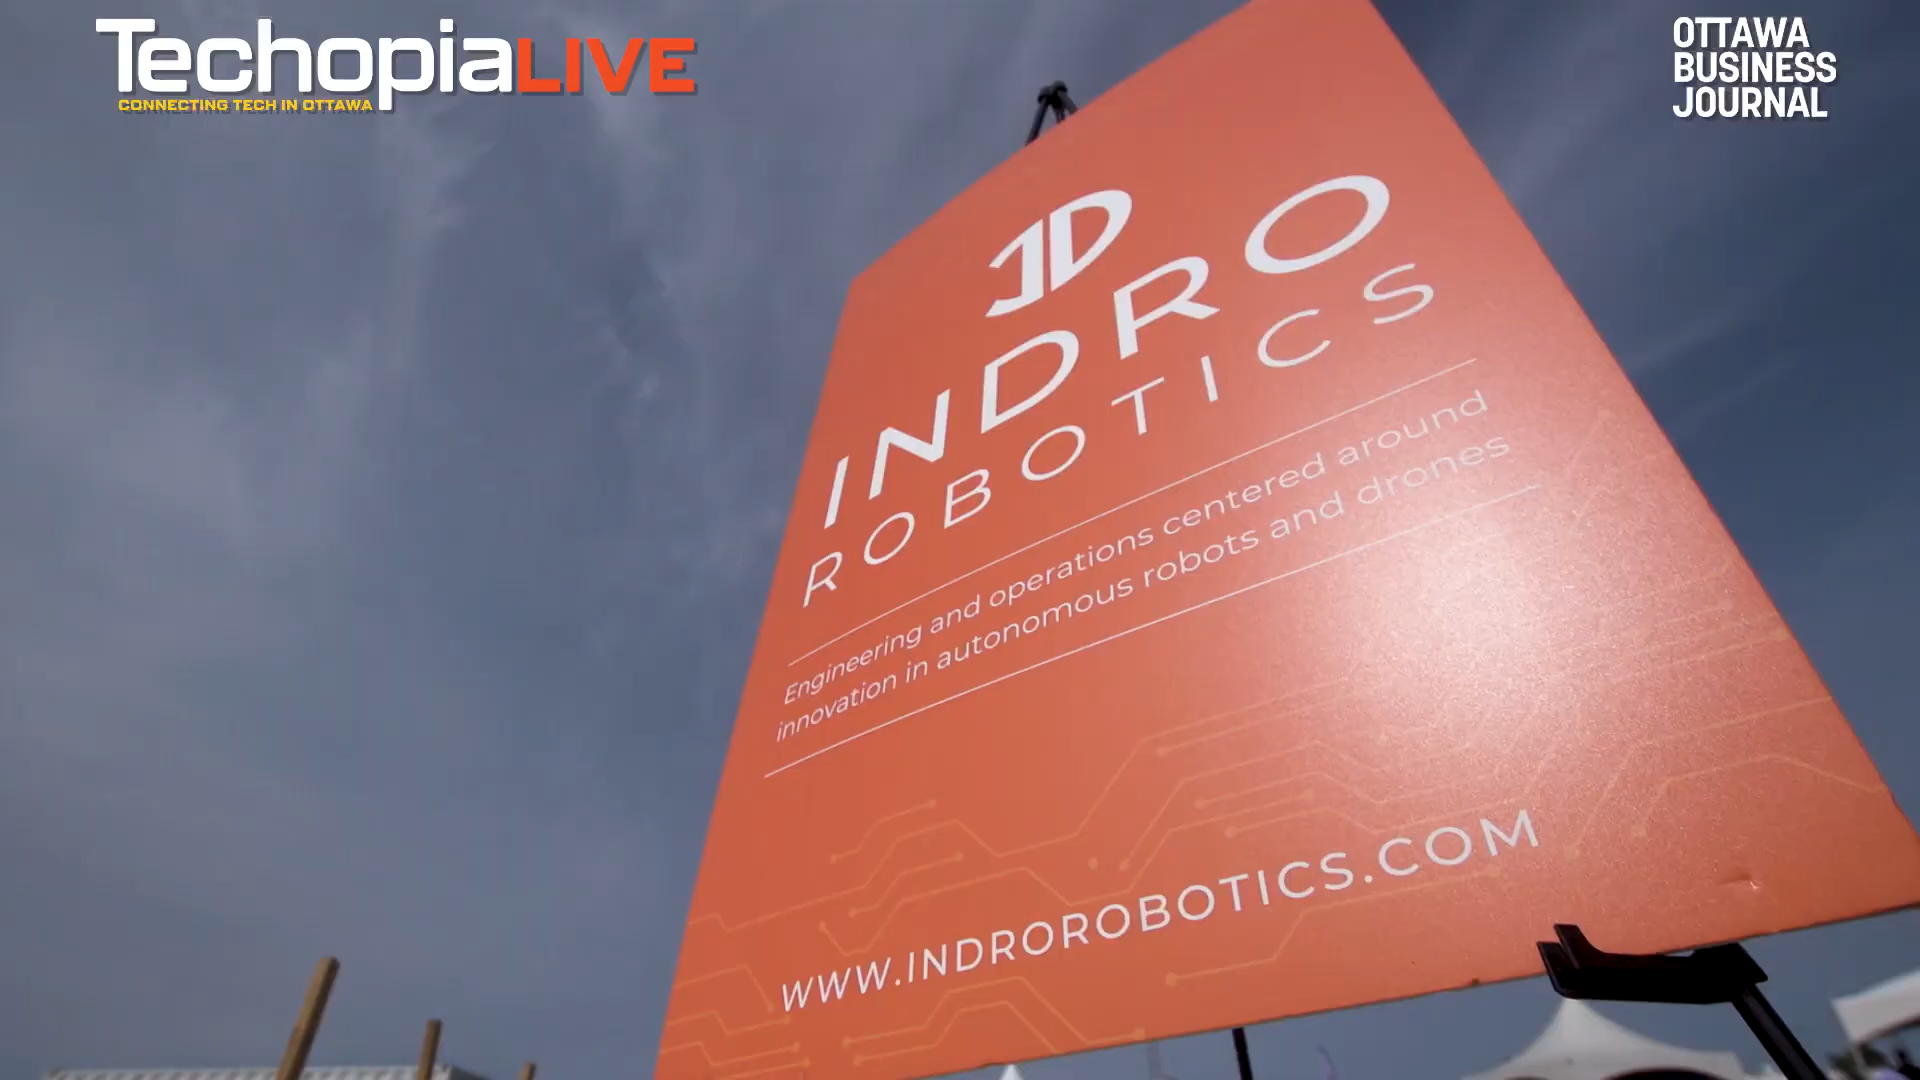 Techopia LIVE
CONNECTING TECH IN OTTAWA
OTTAWA
BUSINESS
JOURNAL
INDRO
ROBOTICS
Engineering and operations centered around
innovation in autonomous robots and drones
WWW.INDROROBOTICS.COM